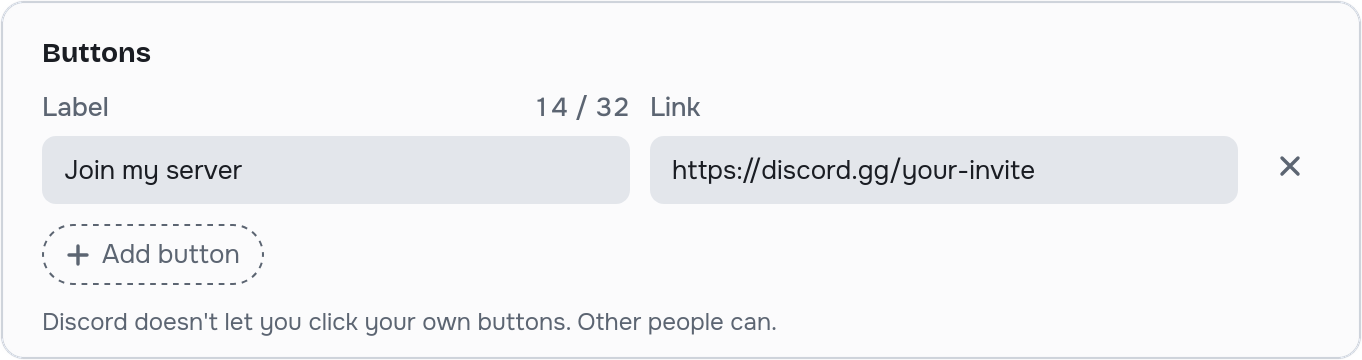 Buttons
Label 14 / 32 Link
Join my server https://discord.gg/your-invite
Add button
Discord doesn't let you click your own buttons. Other people can.